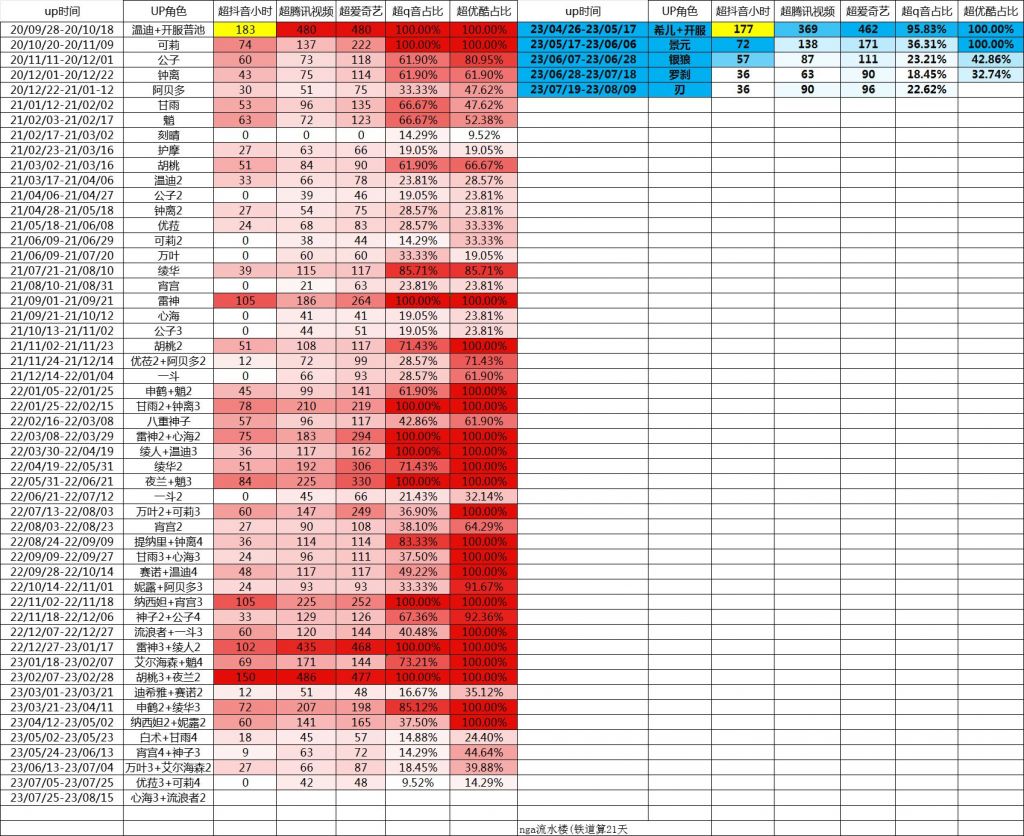 up时间 UP角色 超抖音小时 超腾讯视频 超爱奇艺 超q音占比 超优酷占比 up时间 UP角色 超抖音小时 超腾讯视频 超爱奇艺 超q音占比 超优酷占比
20/09/28-20/10/18 温迪+开服普池 183 480 480 100.00% 100.00% 23/04/26-23/05/17 希儿+开服 177 369 462 95.83% 100.00%
20/10/20-20/11/09 可莉 74 137 222 100.00% 100.00% 23/05/17-23/06/06 景元 72 138 171 36.31% 100.00%
20/11/11-20/12/01 公子 60 73 118 61.90% 80.95% 23/06/07-23/06/28 银狼 57 87 111 23.21% 42.86%
20/12/01-20/12/22 钟离 43 75 114 61.90% 61.90% 23/06/28-23/07/18 罗刹 36 63 90 18.45% 32.74%
20/12/22-21/01-12 阿贝多 30 51 75 33.33% 47.62% 23/07/19-23/08/09 刃 36 90 96 22.62%
21/01/12-21/02/02 甘雨 53 96 135 66.67% 47.62%
21/02/03-21/02/17 魈 63 72 123 66.67% 52.38%
21/02/17-21/03/02 刻晴 0 0 0 14.29% 9.52%
21/02/23-21/03/16 护摩 27 63 66 19.05% 19.05%
21/03/02-21/03/16 胡桃 51 84 90 61.90% 66.67%
21/03/17-21/04/06 温迪2 33 66 78 23.81% 28.57%
21/04/06-21/04/27 公子2 0 39 46 19.05% 23.81%
21/04/28-21/05/18 钟离2 27 54 75 28.57% 23.81%
21/05/18-21/06/08 优菈 24 68 83 28.57% 33.33%
21/06/09-21/06/29 可莉2 0 38 44 14.29% 33.33%
21/06/09-21/07/20 万叶 0 60 60 33.33% 19.05%
21/07/21-21/08/10 绫华 39 115 117 85.71% 85.71%
21/08/10-21/08/31 宵宫 0 21 63 23.81% 23.81%
21/09/01-21/09/21 雷神 105 186 264 100.00% 100.00%
21/09/21-21/10/12 心海 0 41 41 19.05% 23.81%
21/10/13-21/11/02 公子3 0 44 51 19.05% 23.81%
21/11/02-21/11/23 胡桃2 51 108 117 71.43% 100.00%
21/11/24-21/12/14 优苙2+阿贝多2 12 72 99 28.57% 71.43%
21/12/14-22/01/04 一斗 0 66 93 28.57% 61.90%
22/01/05-22/01/25 申鹤+魈2 45 99 141 61.90% 100.00%
22/01/25-22/02/15 甘雨2+钟离3 78 210 219 100.00% 100.00%
22/02/16-22/03/08 八重神子 57 96 117 42.86% 61.90%
22/03/08-22/03/29 雷神2+心海2 75 183 294 100.00% 100.00%
22/03/30-22/04/19 绫人+温迪3 36 117 162 100.00% 100.00%
22/04/19-22/05/31 绫华2 51 192 306 71.43% 100.00%
22/05/31-22/06/21 夜兰+魈3 84 225 330 100.00% 100.00%
22/06/21-22/07/12 一斗2 0 45 66 21.43% 32.14%
22/07/13-22/08/03 万叶2+可莉3 60 147 249 36.90% 100.00%
22/08/03-22/08/23 宵宫2 27 90 108 38.10% 64.29%
22/08/24-22/09/09 提纳里+钟离4 36 114 114 83.33% 100.00%
22/09/09-22/09/27 甘雨3+心海3 24 96 111 37.50% 100.00%
22/09/28-22/10/14 赛诺+温迪4 48 117 117 49.22% 100.00%
22/10/14-22/11/01 妮露+阿贝多3 24 93 93 33.33% 91.67%
22/11/02-22/11/18 纳西妲+宵宫3 105 225 252 100.00% 100.00%
22/11/18-22/12/06 神子2+公子4 33 129 126 67.36% 92.36%
22/12/07-22/12/27 流浪者+一斗3 60 120 144 40.48% 100.00%
22/12/27-23/01/17 雷神3+绫人2 102 435 468 100.00% 100.00%
23/01/18-23/02/07 艾尔海森+魈4 69 171 144 73.21% 100.00%
23/02/07-23/02/28 胡桃3+夜兰2 150 486 477 100.00% 100.00%
23/03/01-23/03/21 迪希雅+赛诺2 12 51 48 16.67% 35.12%
23/03/21-23/04/11 申鹤2+绫华3 72 207 198 85.12% 100.00%
23/04/12-23/05/02 纳西妲2+妮露2 60 141 165 37.50% 100.00%
23/05/02-23/05/23 白术+甘雨4 18 45 57 14.88% 24.40%
23/05/24-23/06/13 宵宫4+神子3 9 63 72 14.29% 44.64%
23/06/13-23/07/04 万叶3+艾尔海森2 27 66 87 18.45% 39.88%
23/07/05-23/07/25 优菈3+可莉4 0 42 48 9.52% 14.29%
23/07/25-23/08/15 心海3+流浪者2
nga流水楼(铁道算21天